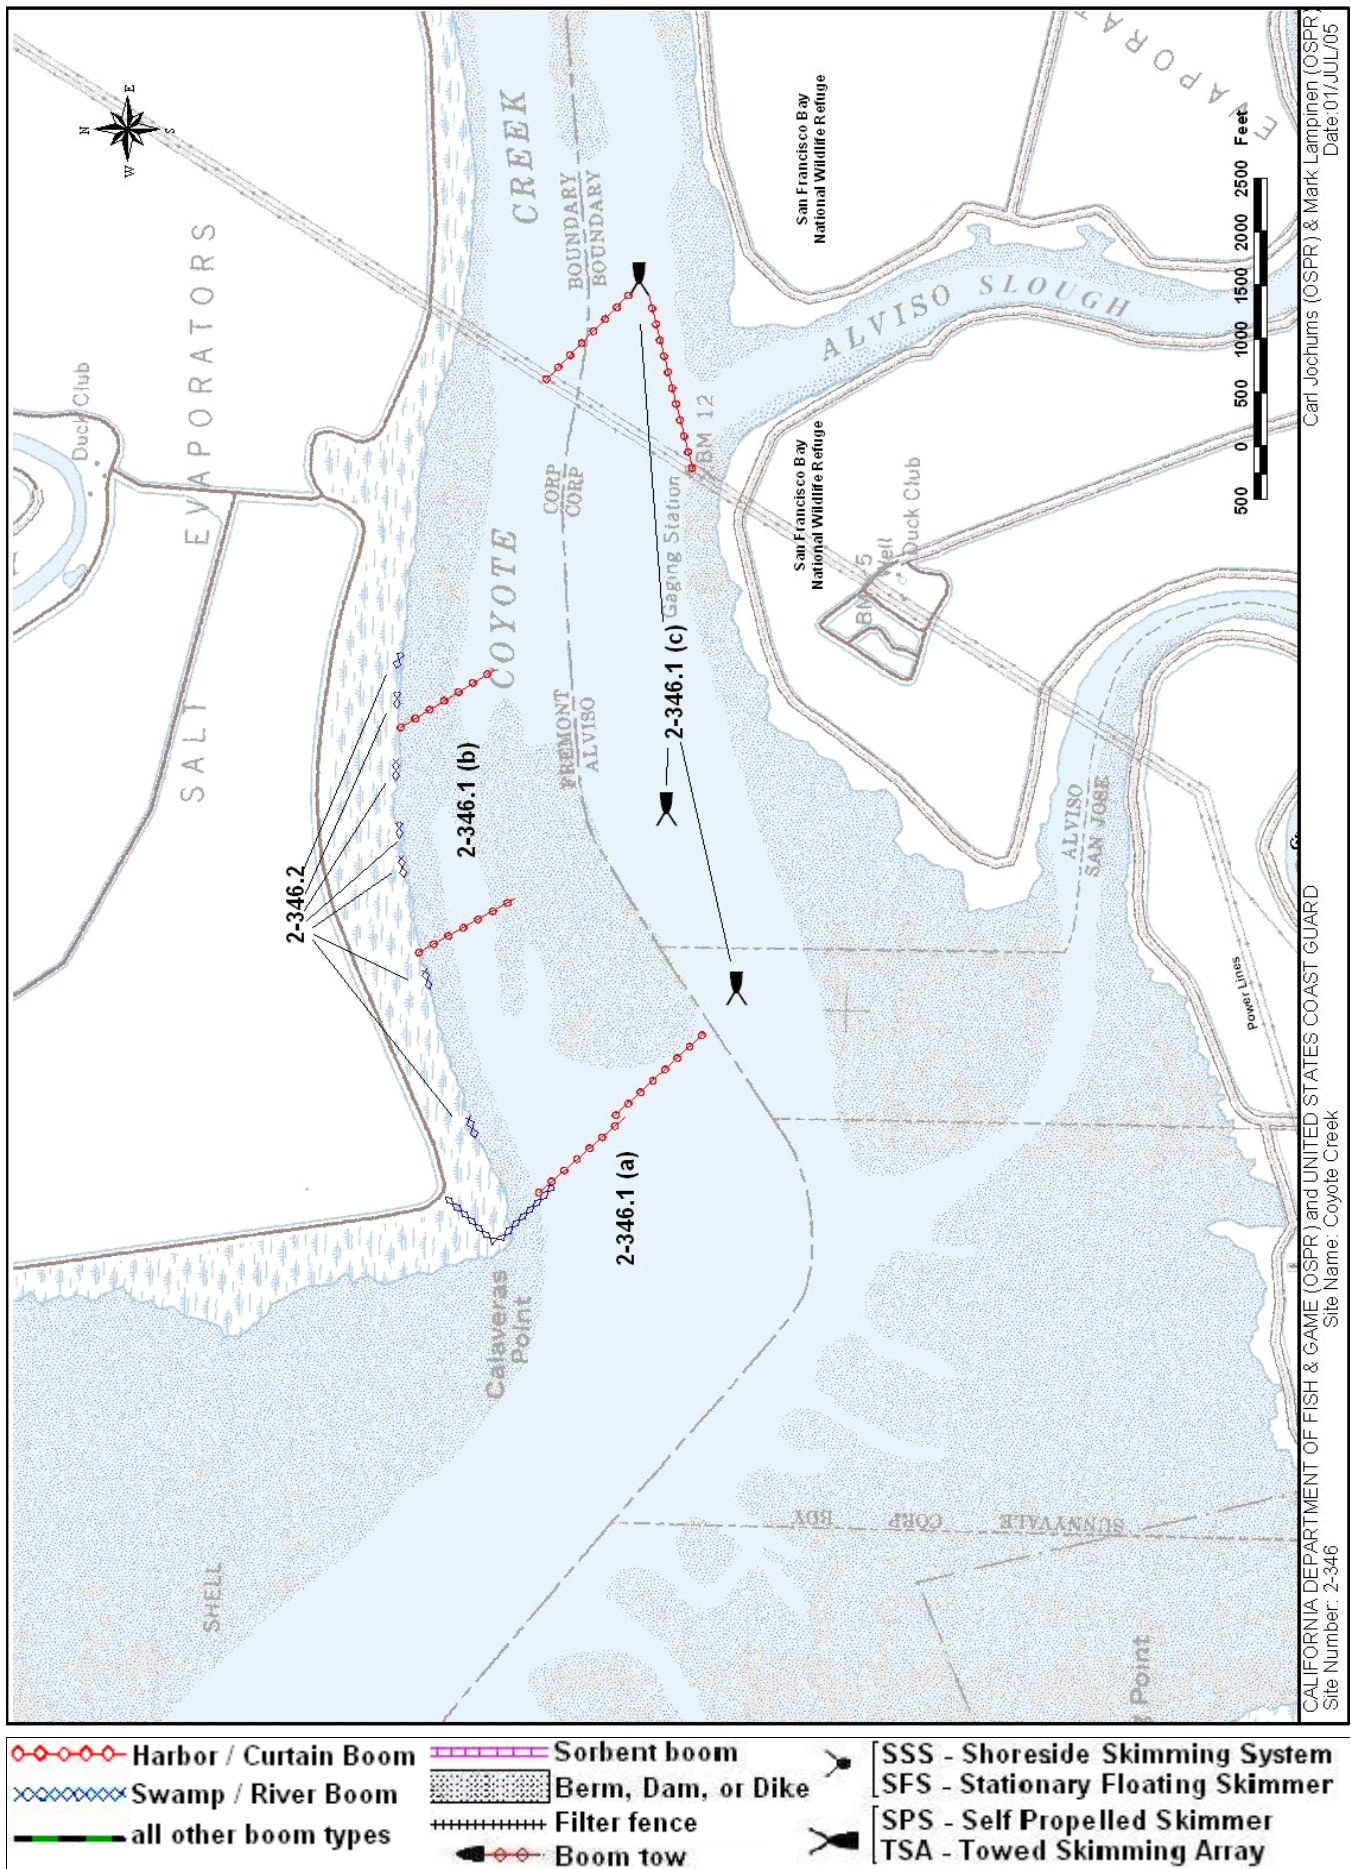 N
E
S
W
Duck Club
SALT EVAPORATORS
CREEK
BOUNDARY
BOUNDARY
San Francisco Bay
National Wildlife Refuge
EVAPORAT
ALVISO SLOUGH
BM 12
Gaging Station
CORP
CORP
San Francisco Bay
National Wildlife Refuge
Duck Club
Well
BM 15
COYOTE
FREMONT
ALVISO
2-346.2
2-346.1 (b)
2-346.1 (c)
2-346.1 (a)
ALVISO
SAN JOSE
Power Lines
Calaveras
Point
SHELL
SUNNYVALE CORP BDY
Point
500 0 500 1000 1500 2000 2500 Feet
CALIFORNIA DEPARTMENT OF FISH & GAME (OSPR) and UNITED STATES COAST GUARD
Carl Jochums (OSPR) & Mark Lampinen (OSPR)
Site Number: 2-346
Site Name: Coyote Creek
Date:01/JUL/05
Harbor / Curtain Boom
Swamp / River Boom
all other boom types
Sorbent boom
Berm, Dam, or Dike
Filter fence
Boom tow
SSS - Shoreside Skimming System
SFS - Stationary Floating Skimmer
SPS - Self Propelled Skimmer
TSA - Towed Skimming Array